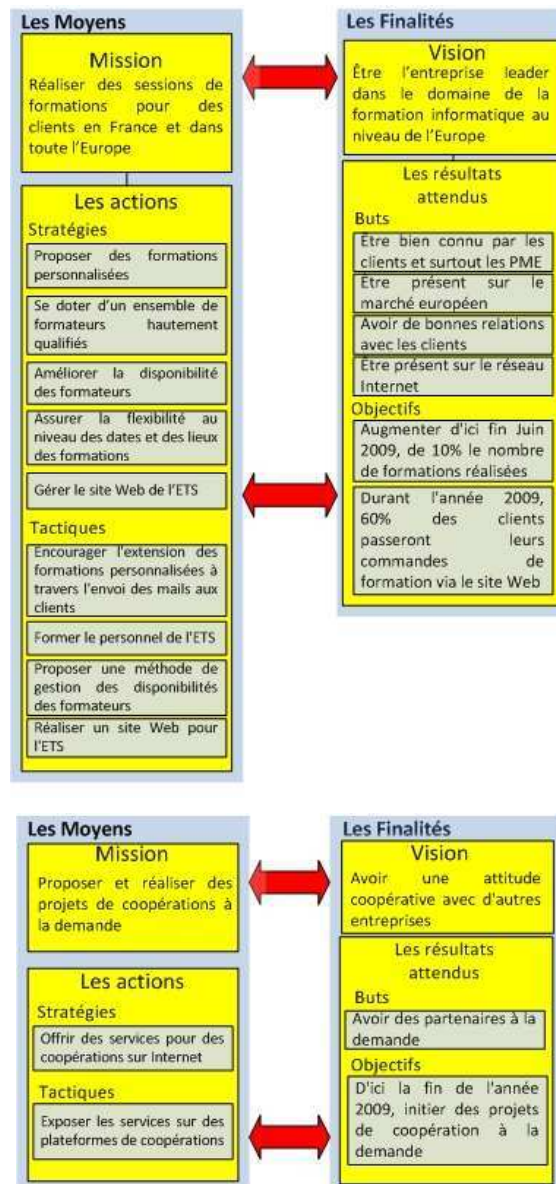 Les Moyens
Mission
Réaliser des sessions de
formations pour des
clients en France et dans
toute l'Europe
Les actions
Stratégies
Proposer des formations
personnalisées
Se doter d'un ensemble de
formateurs hautement
qualifiés
Améliorer la disponibilité
des formateurs
Assurer la flexibilité au
niveau des dates et des lieux
des formations
Gérer le site Web de l'ETS
Tactiques
Encourager l'extension des
formations personnalisées à
travers l'envoi des mails aux
clients
Former le personnel de l'ETS
Proposer une méthode de
gestion des disponibilités
des formateurs
Réaliser un site Web pour
l'ETS
Les Finalités
Vision
Être l'entreprise leader
dans le domaine de la
formation informatique au
niveau de l'Europe
Les résultats
attendus
Buts
Être bien connu par les
clients et surtout les PME
Être présent sur le
marché européen
Avoir de bonnes relations
avec les clients
Être présent sur le réseau
Internet
Objectifs
Augmenter d'ici fin Juin
2009, de 10% le nombre
de formations réalisées
Durant l'année 2009,
60% des clients
passeront leurs
commandes de
formation via le site Web
Les Moyens
Mission
Proposer et réaliser des
projets de coopérations à
la demande
Les actions
Stratégies
Offrir des services pour des
coopérations sur Internet
Tactiques
Exposer les services sur des
plateformes de coopérations
Les Finalités
Vision
Avoir une attitude
coopérative avec d'autres
entreprises
Les résultats
attendus
Buts
Avoir des partenaires à la
demande
Objectifs
D'ici la fin de l'année
2009, initier des projets
de coopération à la
demande